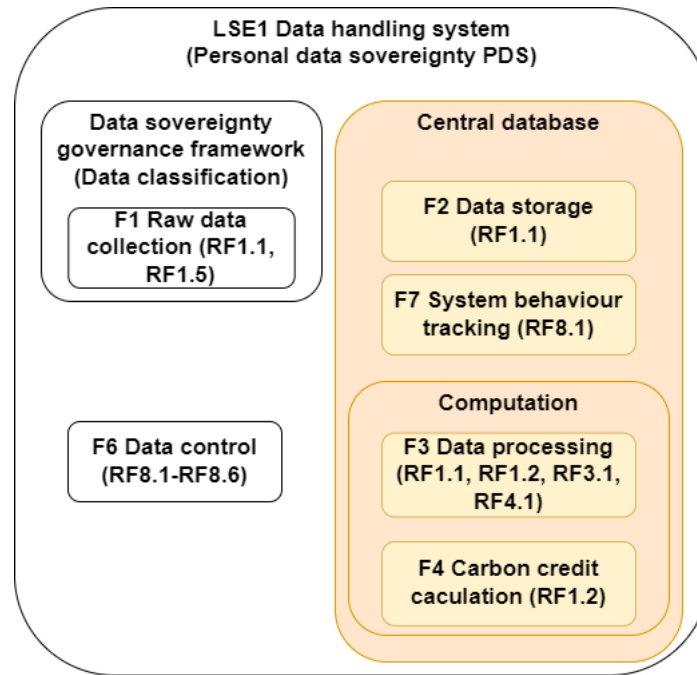 LSE1 Data handling system
(Personal data sovereignty PDS)
Data sovereignty
governance framework
(Data classification)
F1 Raw data
collection (RF1.1,
RF1.5)
F6 Data control
(RF8.1-RF8.6)
Central database
F2 Data storage
(RF1.1)
F7 System behaviour
tracking (RF8.1)
Computation
F3 Data processing
(RF1.1, RF1.2, RF3.1,
RF4.1)
F4 Carbon credit
caculation (RF1.2)